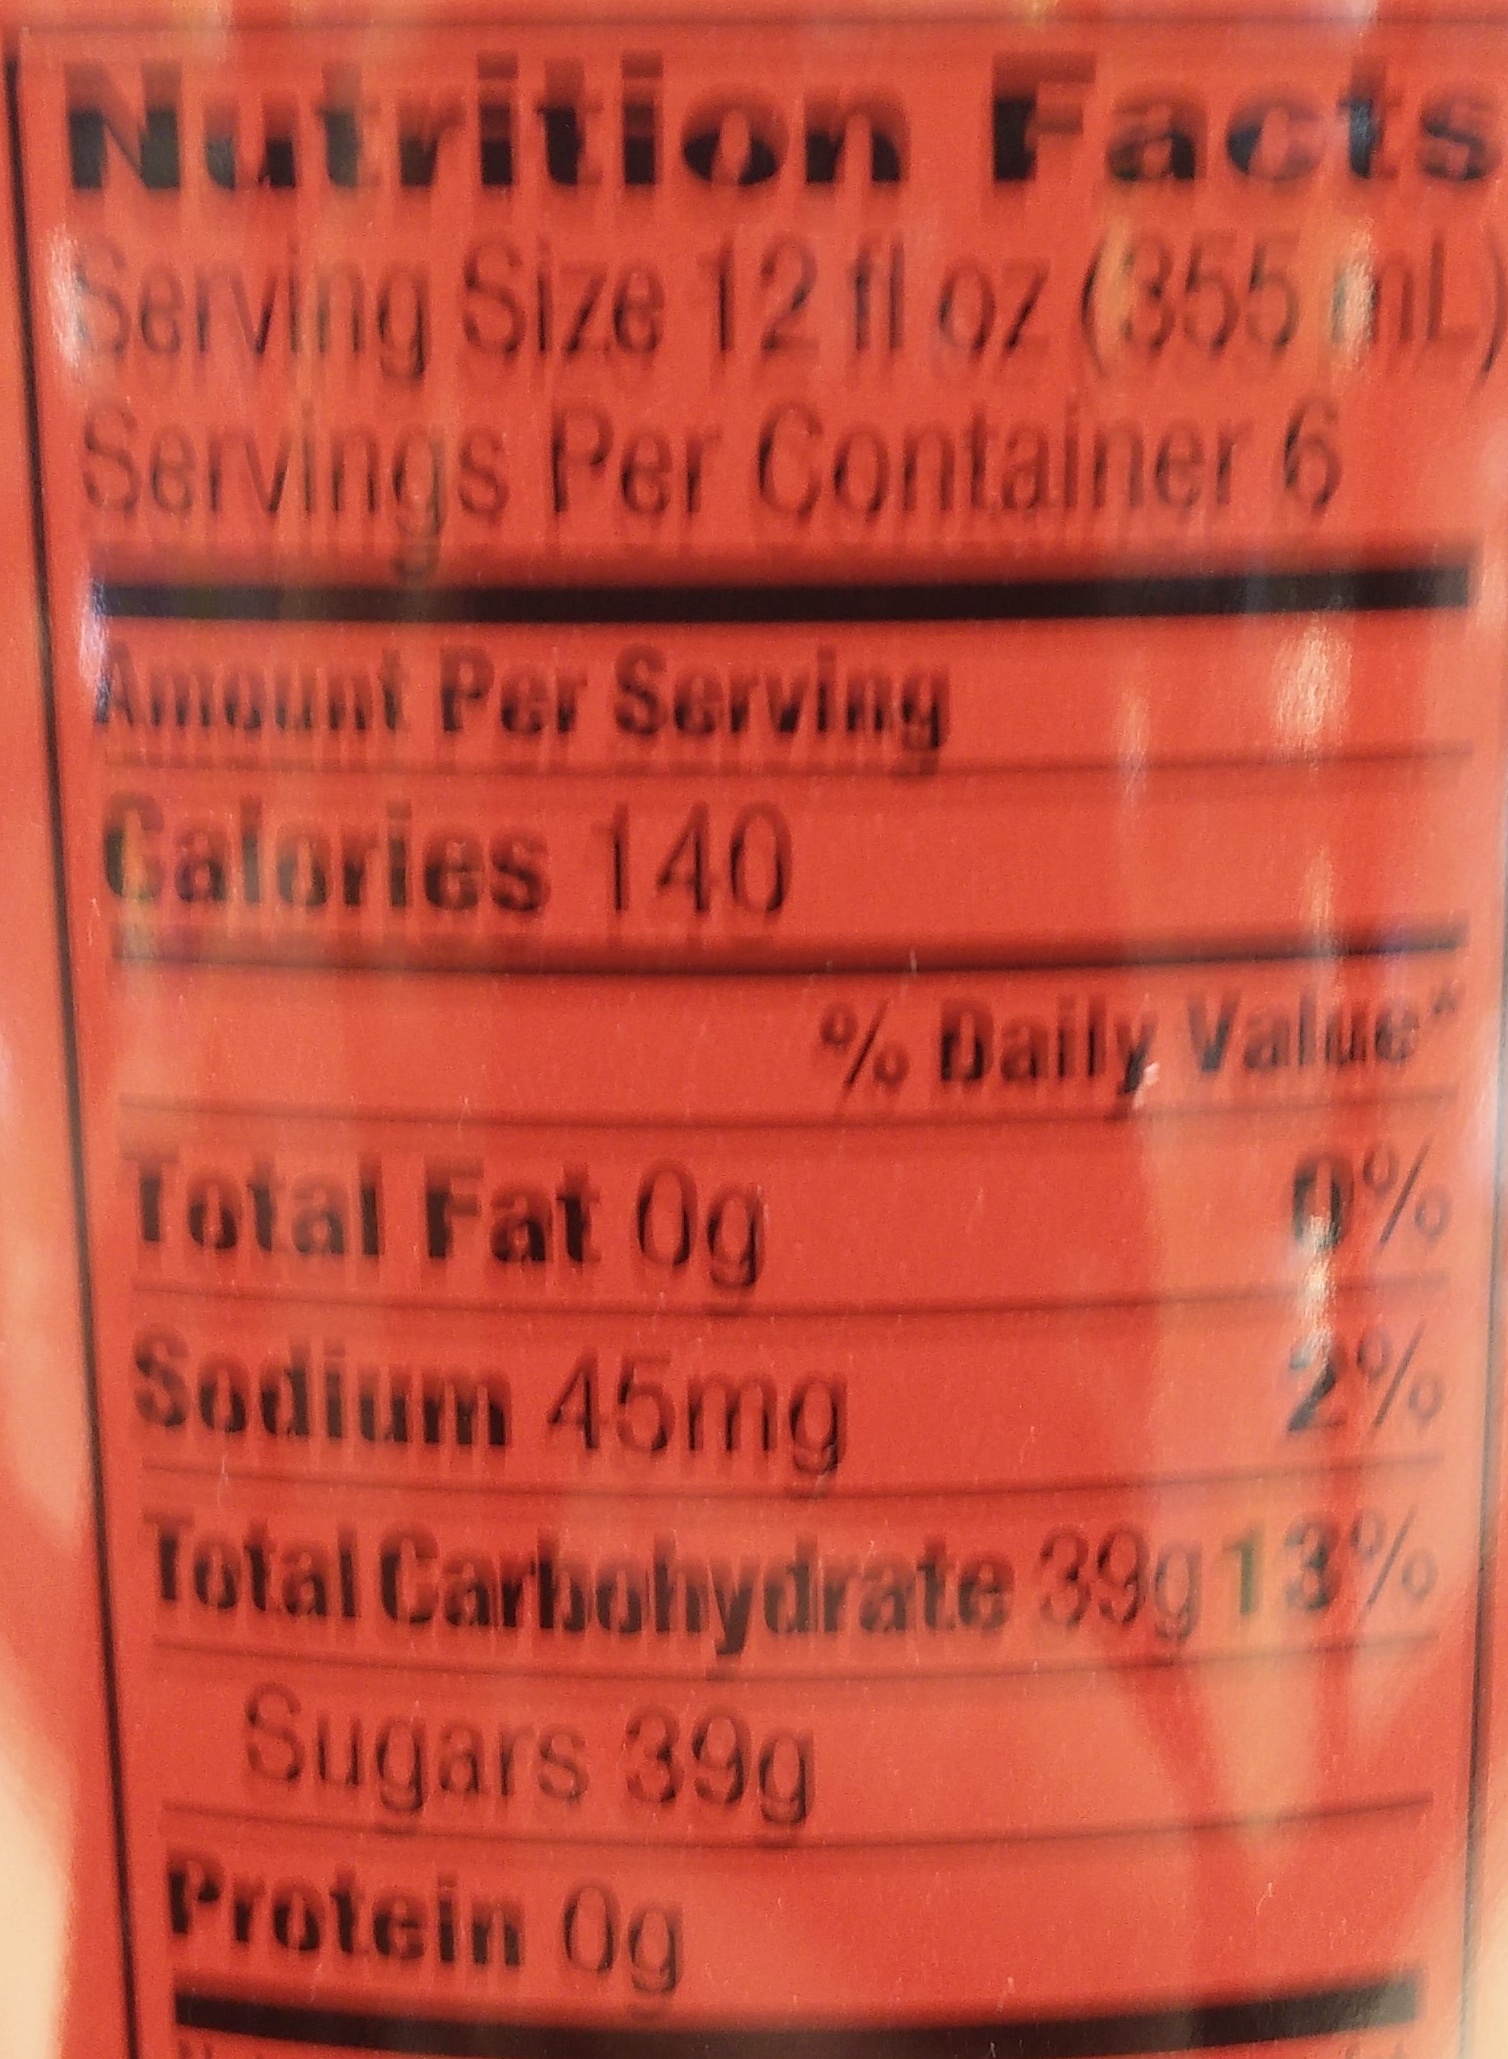 Nutrition Facts
Serving Size 12 fl oz (355 mL)
Servings Per Container 6
Amount Per Serving
Calories 140
% Daily Value*
Total Fat 0g 0%
Sodium 45mg 2%
Total Carbohydrate 39g 13%
Sugars 39g
Protein 0g